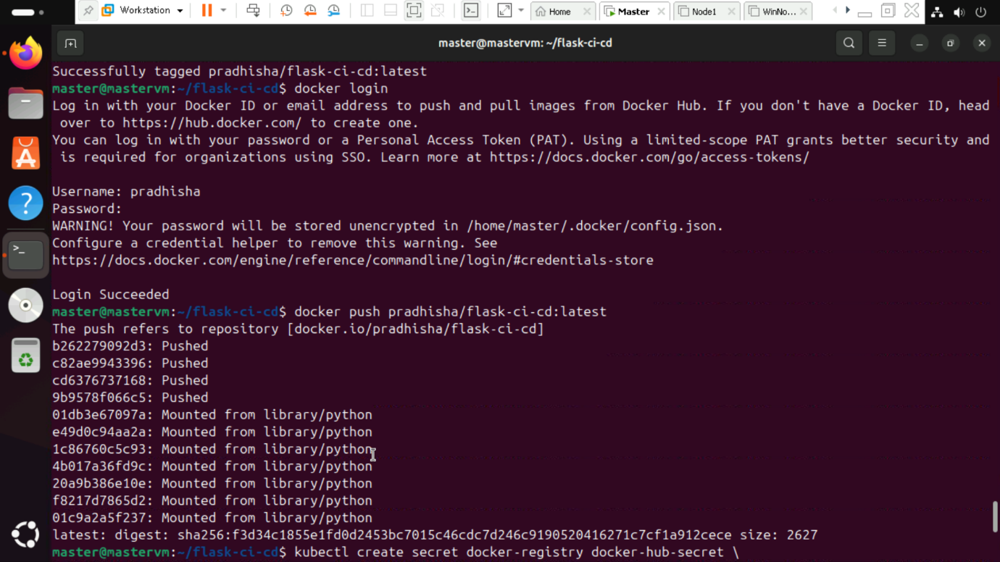 Workstation
Home
Master
Node1
WinNo...
master@mastervm: ~/flask-ci-cd
Successfully tagged pradhisha/flask-ci-cd:latest
master@mastervm:~/flask-ci-cd$ docker login
Log in with your Docker ID or email address to push and pull images from Docker Hub. If you don't have a Docker ID, head
over to https://hub.docker.com/ to create one.
You can log in with your password or a Personal Access Token (PAT). Using a limited-scope PAT grants better security and
is required for organizations using SSO. Learn more at https://docs.docker.com/go/access-tokens/
Username: pradhisha
Password:
WARNING! Your password will be stored unencrypted in /home/master/.docker/config.json.
Configure a credential helper to remove this warning. See
https://docs.docker.com/engine/reference/commandline/login/#credentials-store
Login Succeeded
master@mastervm:~/flask-ci-cd$ docker push pradhisha/flask-ci-cd:latest
The push refers to repository [docker.io/pradhisha/flask-ci-cd]
b262279092d3: Pushed
c82ae9943396: Pushed
cd6376737168: Pushed
9b9578f066c5: Pushed
01db3e67097a: Mounted from library/python
e49d0c94aa2a: Mounted from library/python
1c86760c5c93: Mounted from library/python
4b017a36fd9c: Mounted from library/python
20a9b386e10e: Mounted from library/python
f8217d7865d2: Mounted from library/python
01c9a2a5f237: Mounted from library/python
latest: digest: sha256:f3d34c1855e1fd0d2453bc7015c46cdc7d246c9190520416271c7cf1a912cece size: 2627
master@mastervm:~/flask-ci-cd$ kubectl create secret docker-registry docker-hub-secret \